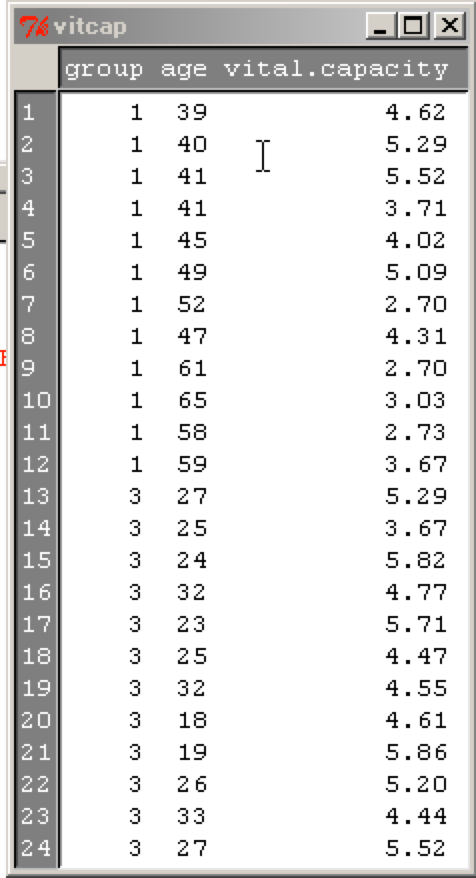 vitcap
group age vital.capacity
1 1 39 4.62
2 1 40 5.29
3 1 41 5.52
4 1 41 3.71
5 1 45 4.02
6 1 49 5.09
7 1 52 2.70
8 1 47 4.31
9 1 61 2.70
10 1 65 3.03
11 1 58 2.73
12 1 59 3.67
13 3 27 5.29
14 3 25 3.67
15 3 24 5.82
16 3 32 4.77
17 3 23 5.71
18 3 25 4.47
19 3 32 4.55
20 3 18 4.61
21 3 19 5.86
22 3 26 5.20
23 3 33 4.44
24 3 27 5.52